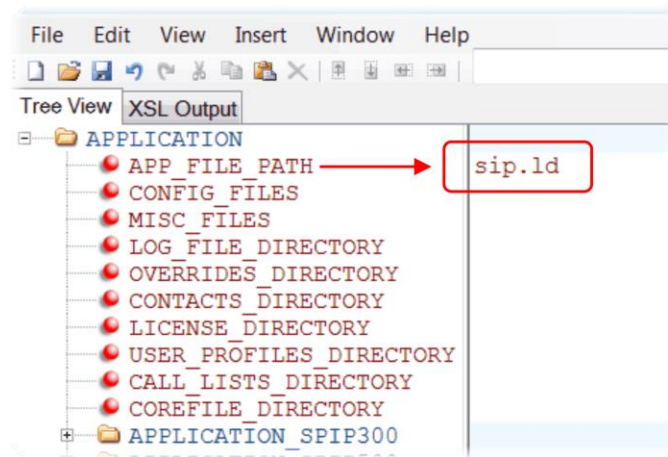 File Edit View Insert Window Help
Tree View XSL Output
APPLICATION
APP_FILE_PATH sip.ld
CONFIG_FILES
MISC_FILES
LOG_FILE_DIRECTORY
OVERRIDES_DIRECTORY
CONTACTS_DIRECTORY
LICENSE_DIRECTORY
USER_PROFILES_DIRECTORY
CALL_LISTS_DIRECTORY
COREFILE_DIRECTORY
APPLICATION_SPIP300